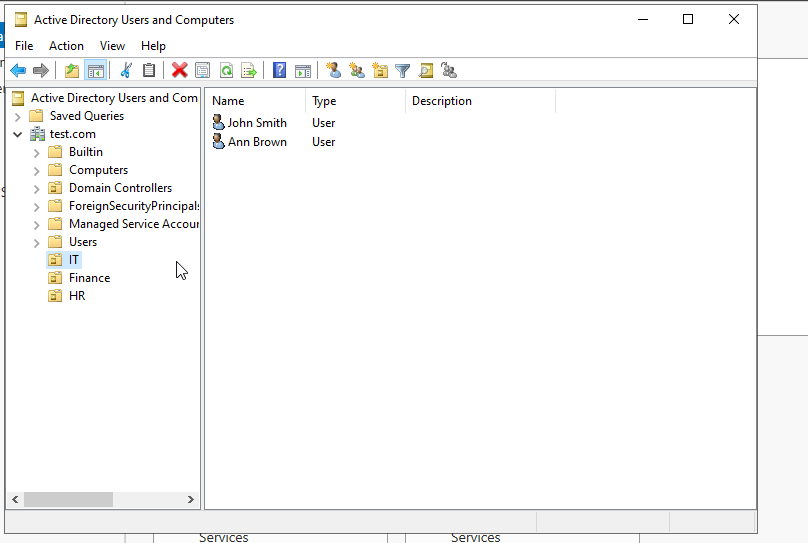 Active Directory Users and Computers
File Action View Help
Active Directory Users and Com
Saved Queries
test.com
Builtin
Computers
Domain Controllers
ForeignSecurityPrincipals
Managed Service Accour
Users
IT
Finance
HR
Name Type Description
John Smith User
Ann Brown User
Services Services